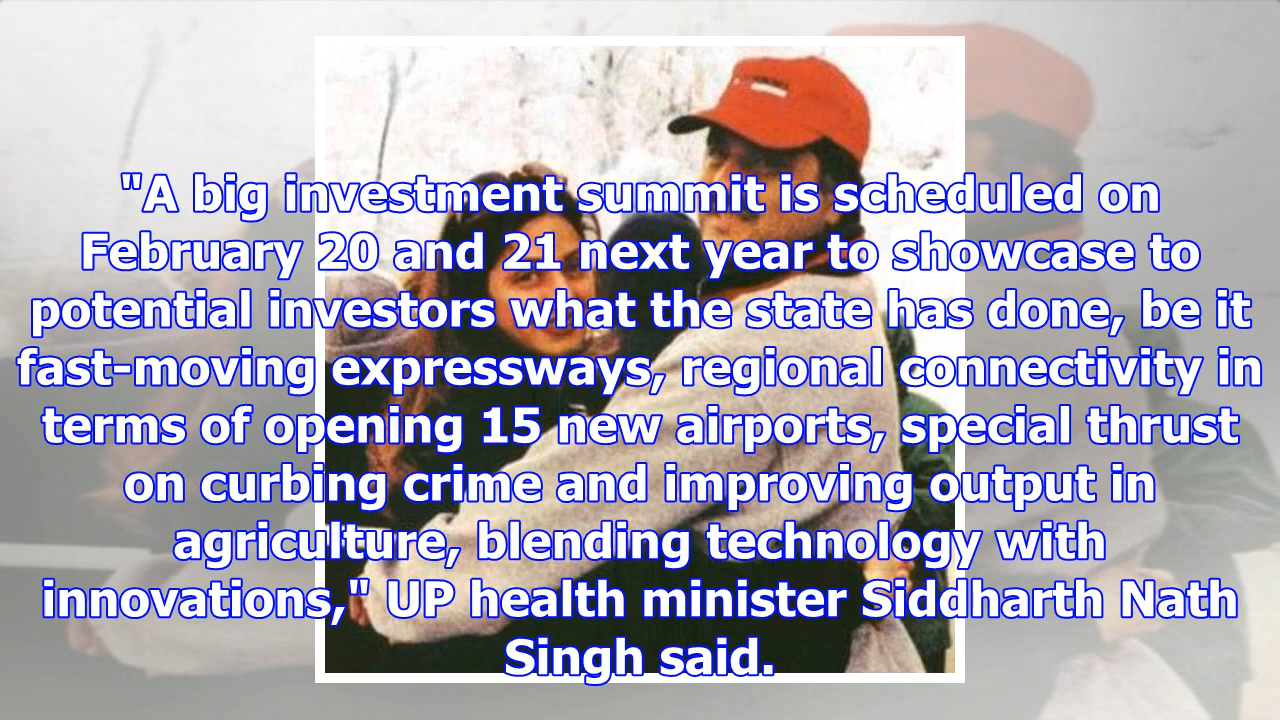 "A big investment summit is scheduled on
February 20 and 21 next year to showcase to
potential investors what the state has done, be it
fast-moving expressways, regional connectivity in
terms of opening 15 new airports, special thrust
on curbing crime and improving output in
agriculture, blending technology with
innovations," UP health minister Siddharth Nath
Singh said.